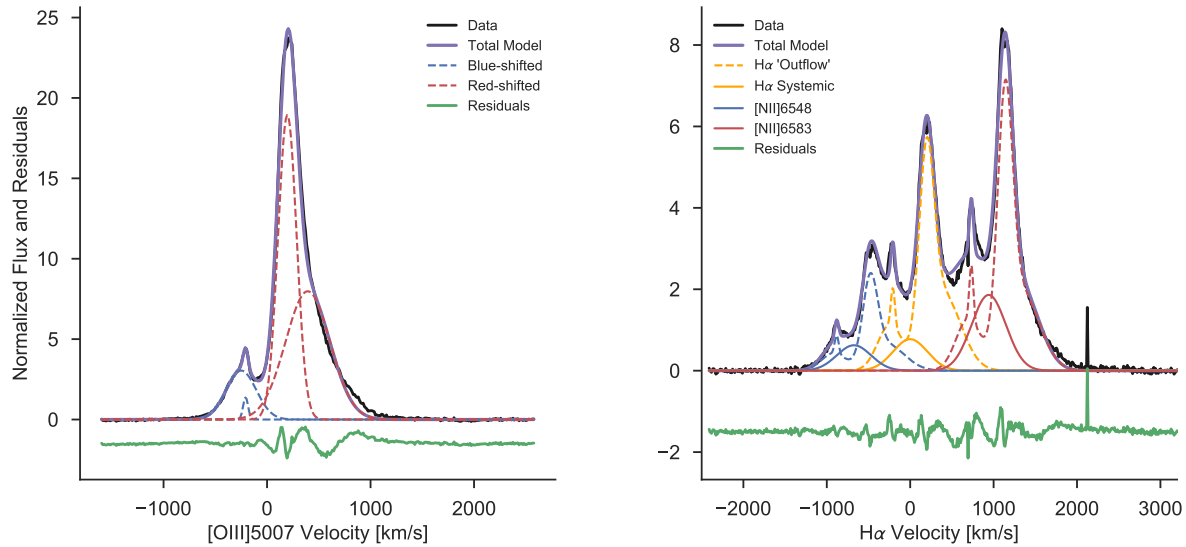 Normalized Flux and Residuals
25
20
15
10
5
0
−1000
0
1000
2000
[OIII]5007 Velocity [km/s]
Data
Total Model
Blue-shifted
Red-shifted
Residuals
8
6
4
2
0
−2
−2000
−1000
0
1000
2000
3000
Hα Velocity [km/s]
Data
Total Model
Hα 'Outflow'
Hα Systemic
[NII]6548
[NII]6583
Residuals